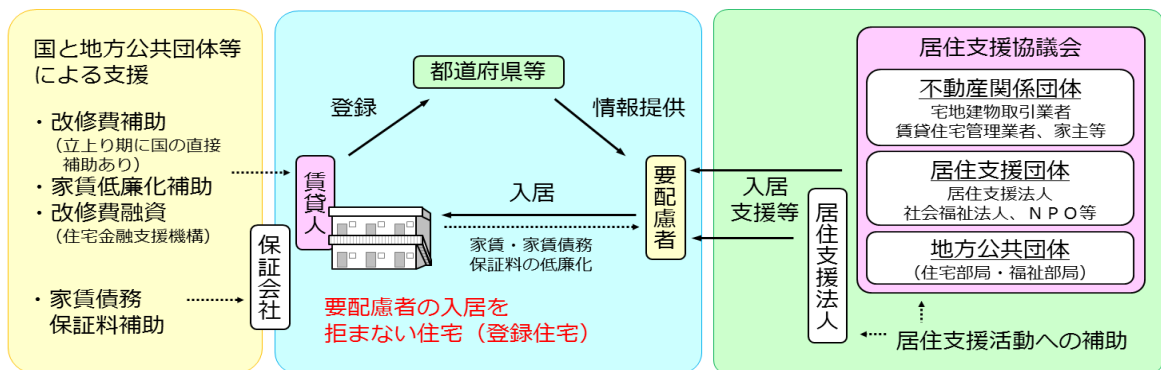 国と地方公共団体等
による支援
・改修費補助
（立上り期に国の直接
補助あり）
・家賃低廉化補助
・改修費融資
（住宅金融支援機構）
・家賃債務
保証料補助
保証会社
都道府県等
登録
情報提供
賃貸人
要配慮者
入居
家賃・家賃債務
保証料の低廉化
要配慮者の入居を
拒まない住宅（登録住宅）
入居
支援等
居住支援法人
居住支援協議会
不動産関係団体
宅地建物取引業者
賃貸住宅管理業者、家主等
居住支援団体
居住支援法人
社会福祉法人、ＮＰＯ等
地方公共団体
（住宅部局・福祉部局）
居住支援活動への補助